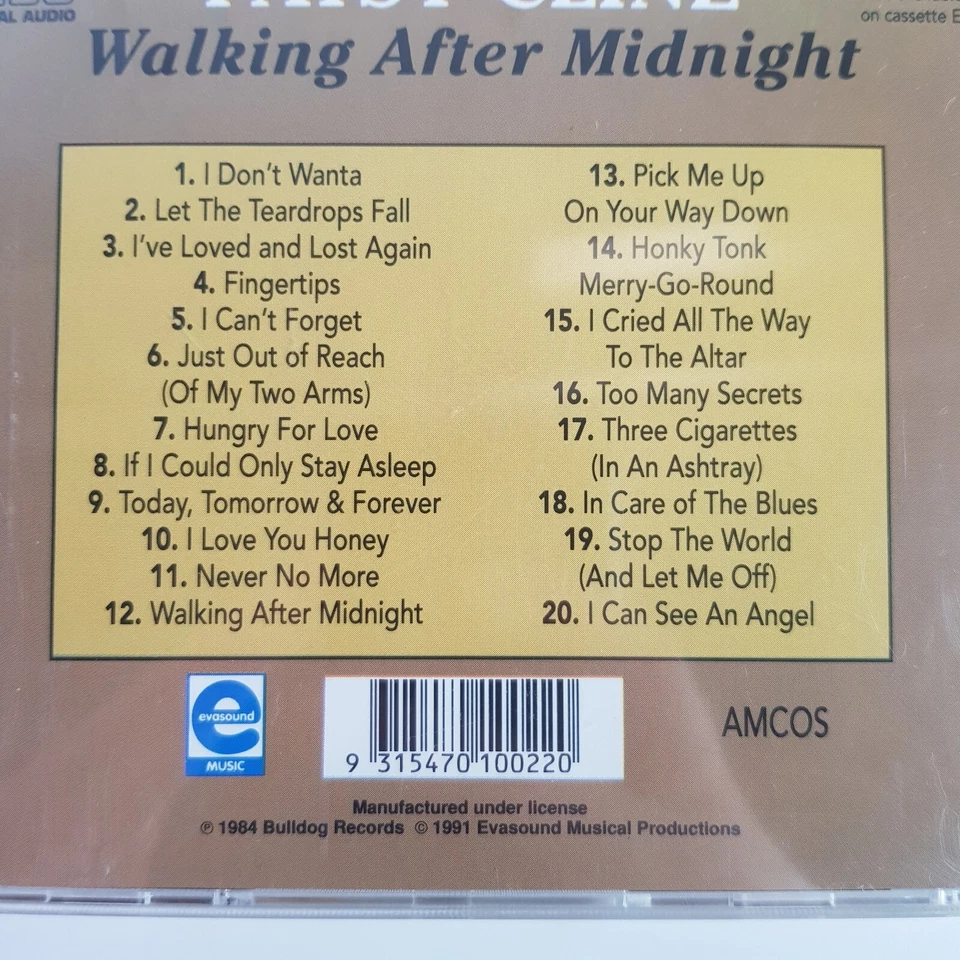 AL AUDIO
PATSY CLINE
on cassette E
Walking After Midnight
1. I Don't Wanta
2. Let The Teardrops Fall
3. I've Loved and Lost Again
4. Fingertips
5. I Can't Forget
6. Just Out of Reach
(Of My Two Arms)
7. Hungry For Love
8. If I Could Only Stay Asleep
9. Today, Tomorrow & Forever
10. I Love You Honey
11. Never No More
12. Walking After Midnight
13. Pick Me Up
On Your Way Down
14. Honky Tonk
Merry-Go-Round
15. I Cried All The Way
To The Altar
16. Too Many Secrets
17. Three Cigarettes
(In An Ashtray)
18. In Care of The Blues
19. Stop The World
(And Let Me Off)
20. I Can See An Angel
evasound
MUSIC
9 315470 100220
AMCOS
Manufactured under license
℗ 1984 Bulldog Records © 1991 Evasound Musical Productions